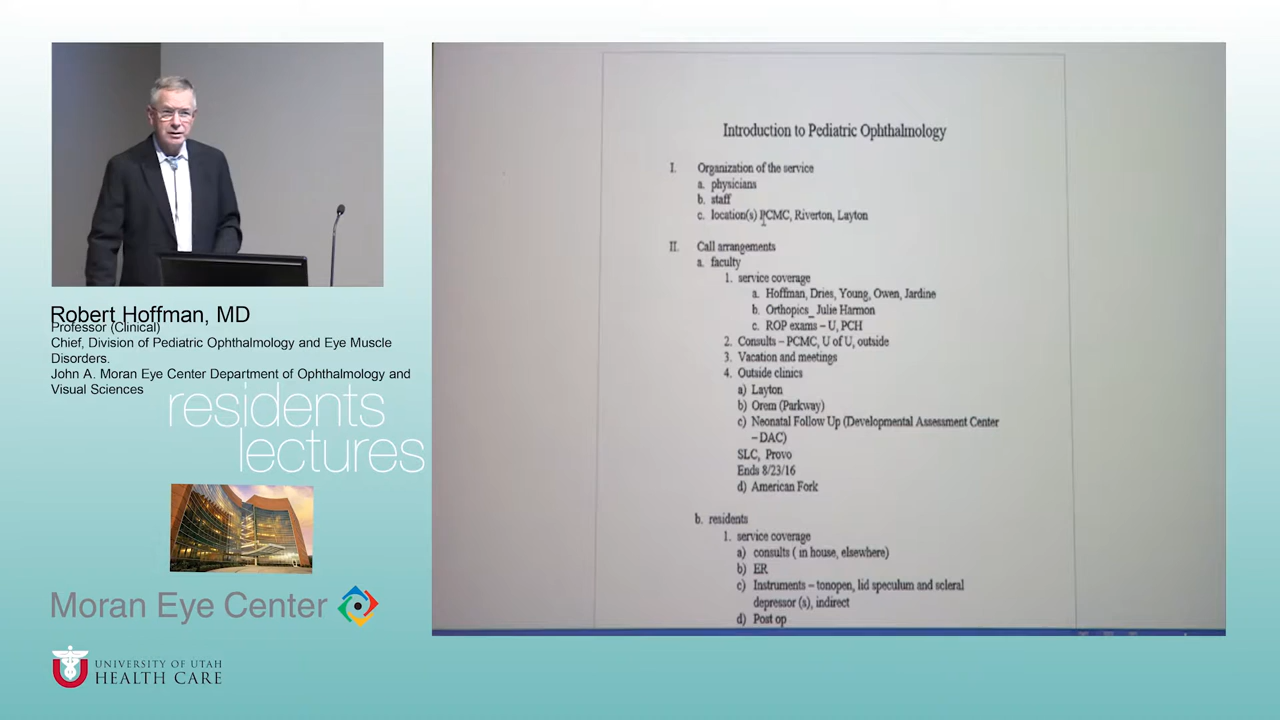 Introduction to Pediatric Ophthalmology
I. Organization of the service
a. physicians
b. staff
c. location(s) PCMC, Riverton, Layton
II. Call arrangements
a. faculty
1. service coverage
a. Hoffman, Dries, Young, Owen, Jardine
b. Orthopics_ Julie Harmon
c. ROP exams – U, PCH
2. Consults – PCMC, U of U, outside
3. Vacation and meetings
4. Outside clinics
a) Layton
b) Orem (Parkway)
c) Neonatal Follow Up (Developmental Assessment Center
– DAC)
SLC, Provo
Ends 8/23/16
d) American Fork
b. residents
1. service coverage
a) consults ( in house, elsewhere)
b) ER
c) Instruments – tonopen, lid speculum and scleral
depressor (s), indirect
d) Post op
Robert Hoffman, MD
Professor (Clinical)
Chief, Division of Pediatric Ophthalmology and Eye Muscle
Disorders.
John A. Moran Eye Center Department of Ophthalmology and
Visual Sciences
residents
lectures
Moran Eye Center
UNIVERSITY OF UTAH
HEALTH CARE